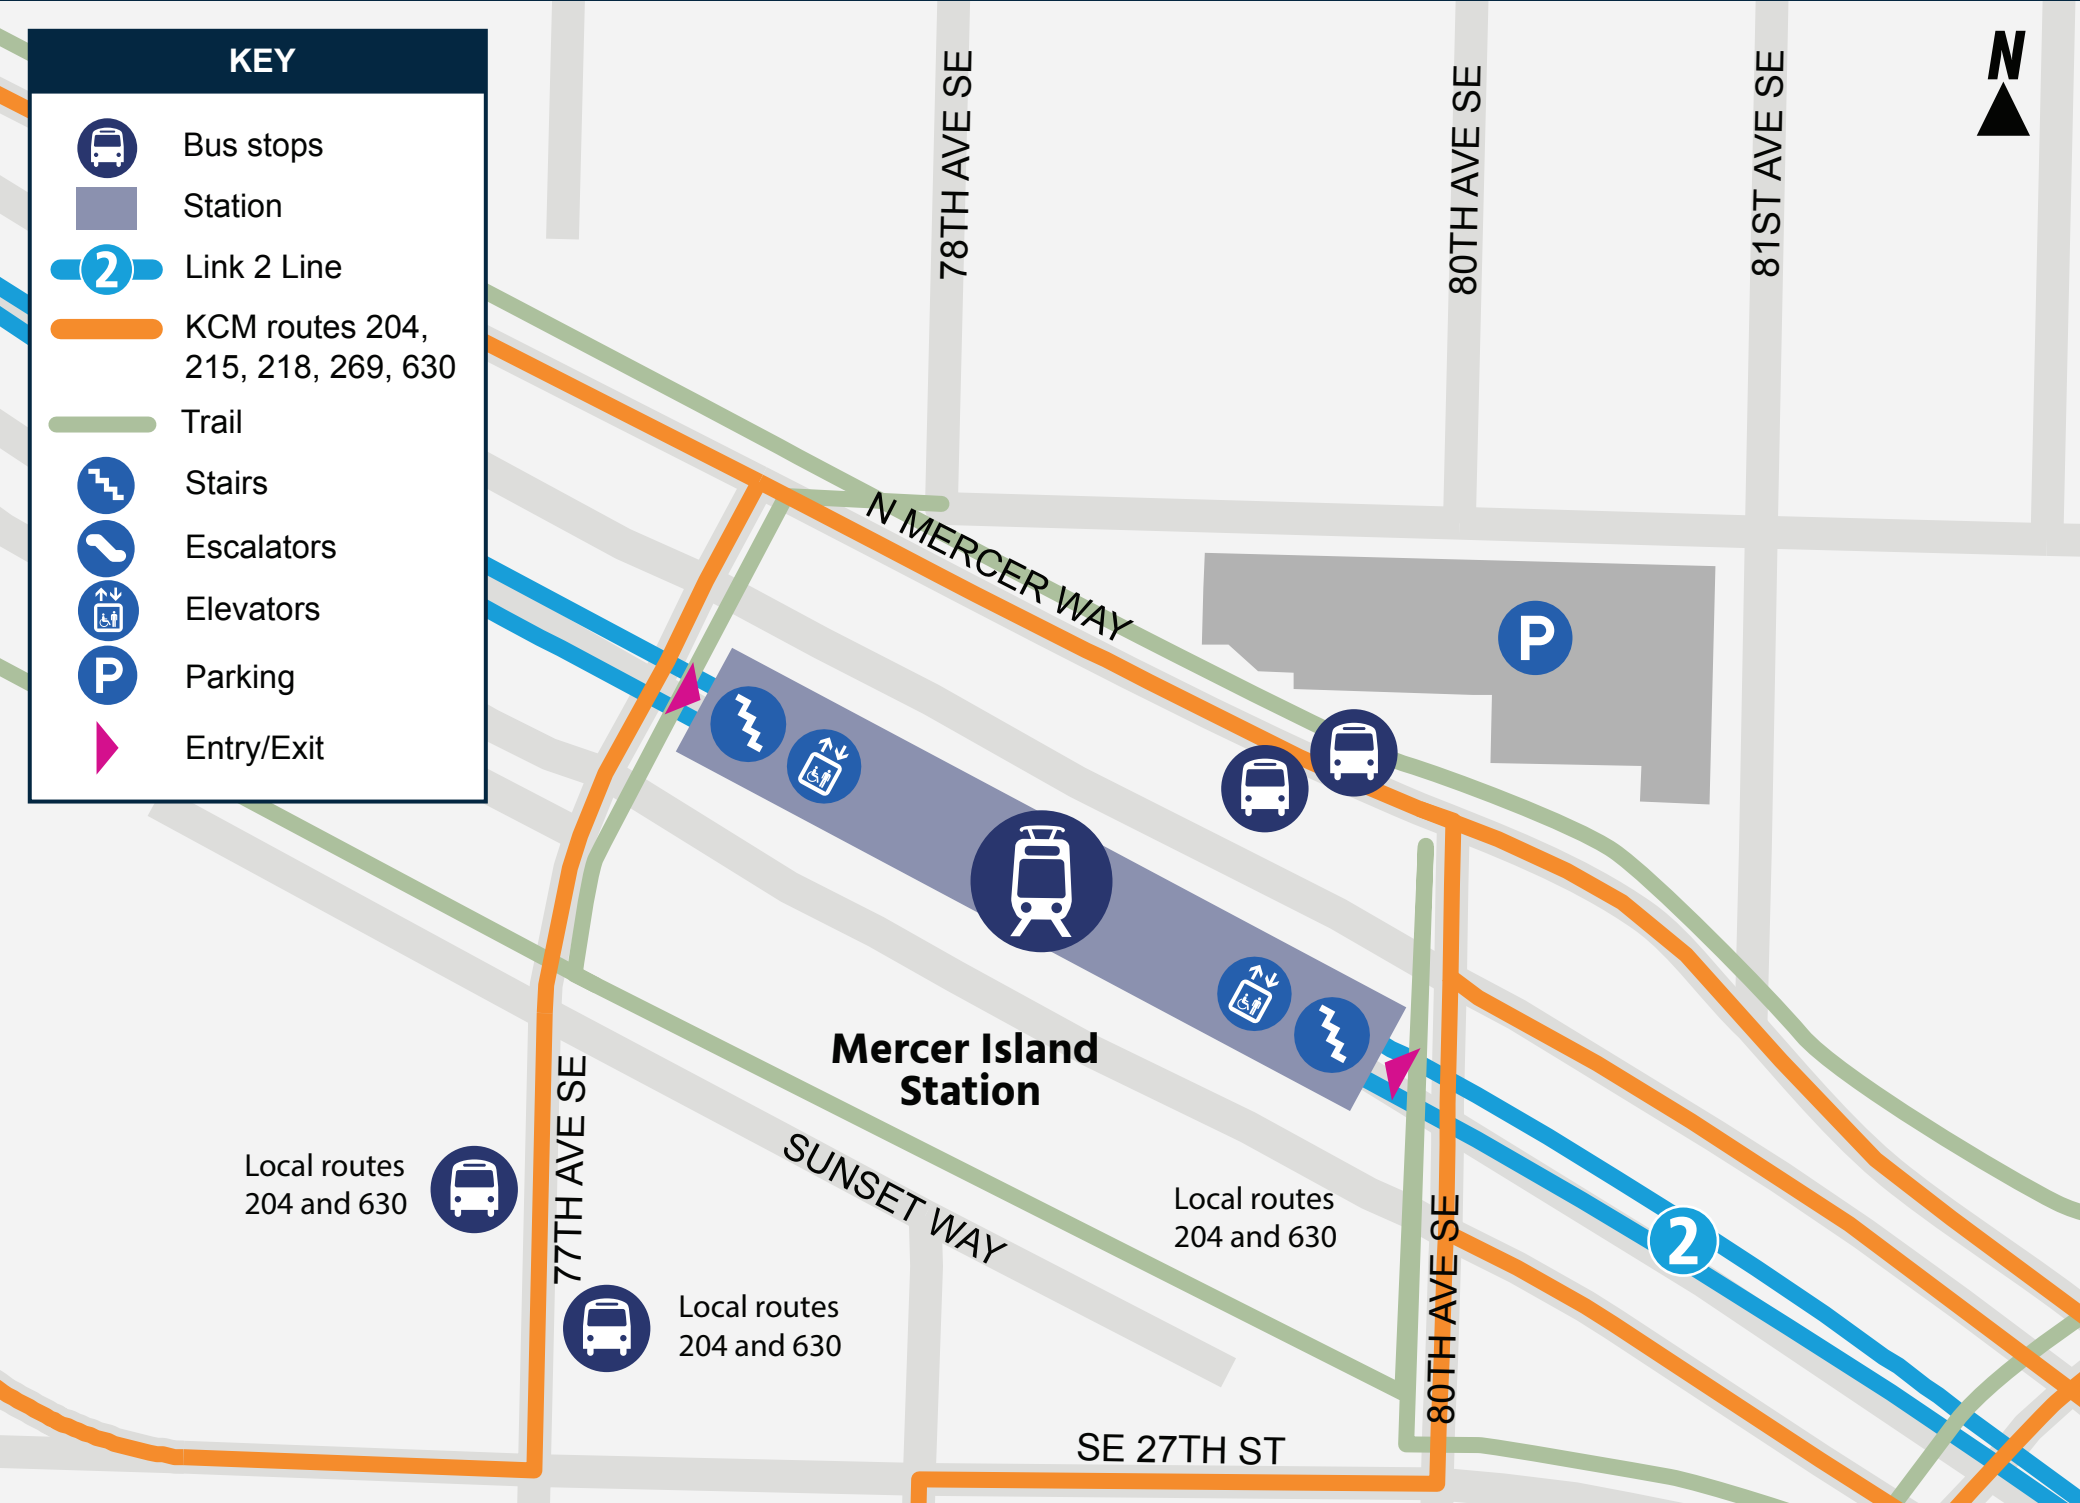 KEY
Bus stops
Station
2
Link 2 Line
KCM routes 204,
215, 218, 269, 630
Trail
Stairs
Escalators
Elevators
P
Parking
Entry/Exit
N
78TH AVE SE
80TH AVE SE
81ST AVE SE
N MERCER WAY
P
Mercer Island
Station
77TH AVE SE
SUNSET WAY
Local routes
204 and 630
Local routes
204 and 630
Local routes
204 and 630
80TH AVE SE
2
SE 27TH ST